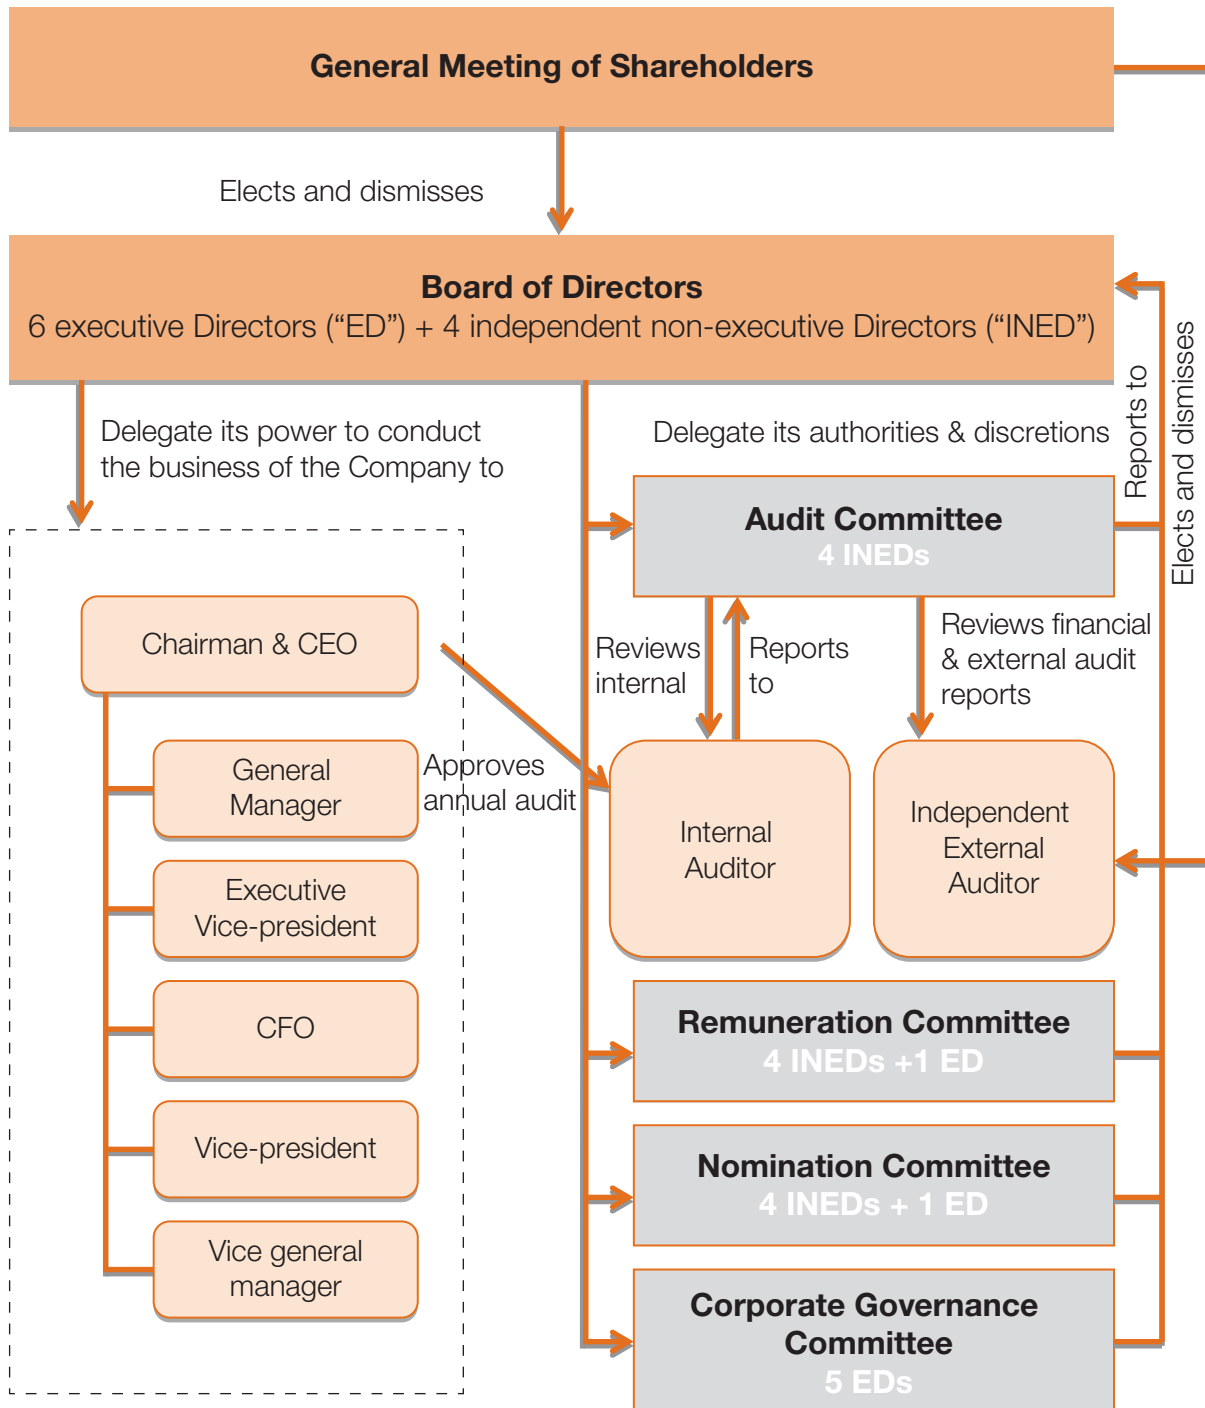 General Meeting of Shareholders
Elects and dismisses
Board of Directors
6 executive Directors (“ED”) + 4 independent non-executive Directors (“INED”)
Delegate its power to conduct
the business of the Company to
Delegate its authorities & discretions
Reports to
Elects and dismisses
Audit Committee
4 INEDs
Chairman & CEO
Reviews
internal
Reports
to
Reviews financial
& external audit
reports
General
Manager
Approves
annual audit
Internal
Auditor
Independent
External
Auditor
Executive
Vice-president
CFO
Vice-president
Vice general
manager
Remuneration Committee
4 INEDs +1 ED
Nomination Committee
4 INEDs + 1 ED
Corporate Governance
Committee
5 EDs